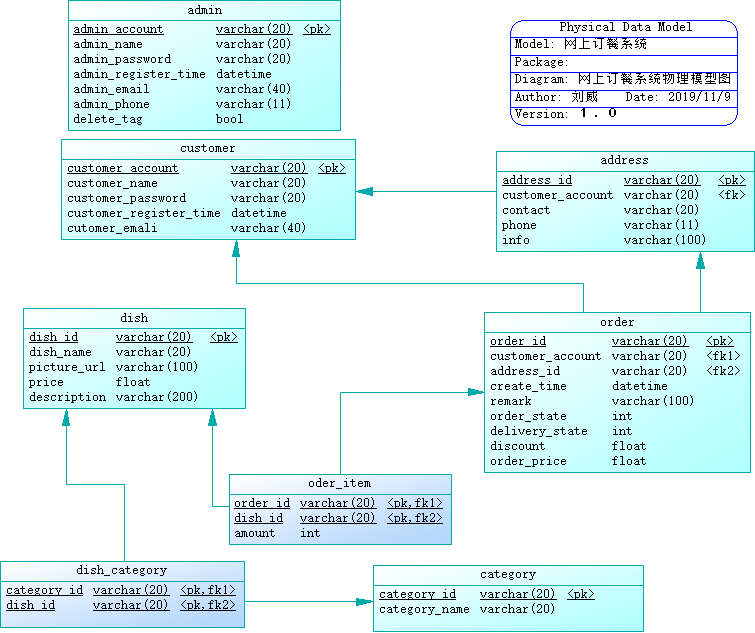 admin
admin_account varchar(20) <pk>
admin_name varchar(20)
admin_password varchar(20)
admin_register_time datetime
admin_email varchar(40)
admin_phone varchar(11)
delete_tag bool
Physical Data Model
Model: 网上订餐系统
Package:
Diagram: 网上订餐系统物理模型图
Author: 刘威 Date: 2019/11/9
Version: 1.0
customer
customer_account varchar(20) <pk>
customer_name varchar(20)
customer_password varchar(20)
customer_register_time datetime
cutomer_emali varchar(40)
address
address_id varchar(20) <pk>
customer_account varchar(20) <fk>
contact varchar(20)
phone varchar(11)
info varchar(100)
dish
dish_id varchar(20) <pk>
dish_name varchar(20)
picture_url varchar(100)
price float
description varchar(200)
order
order_id varchar(20) <pk>
customer_account varchar(20) <fk1>
address_id varchar(20) <fk2>
create_time datetime
remark varchar(100)
order_state int
delivery_state int
discount float
order_price float
oder_item
order_id varchar(20) <pk,fk1>
dish_id varchar(20) <pk,fk2>
amount int
dish_category
category_id varchar(20) <pk,fk1>
dish_id varchar(20) <pk,fk2>
category
category_id varchar(20) <pk>
category_name varchar(20)